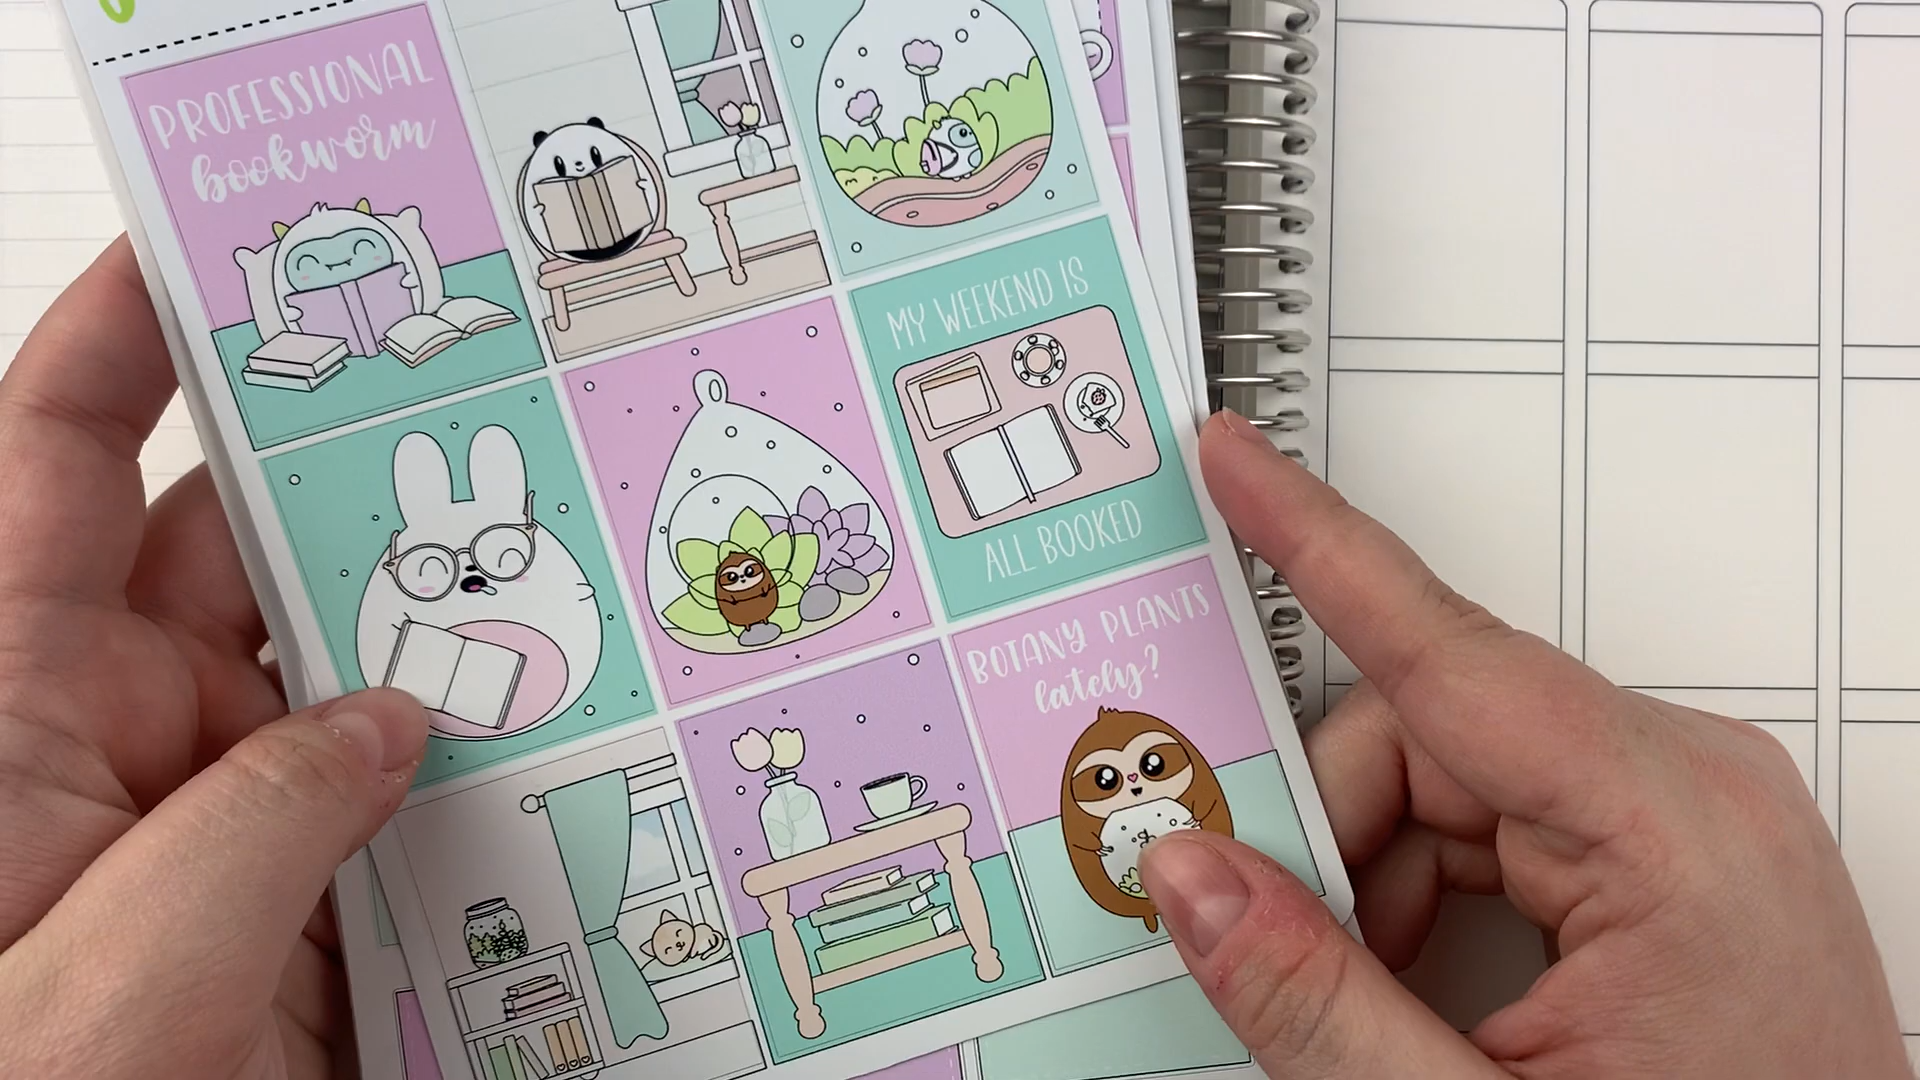 PROFESSIONAL
bookworm
MY WEEKEND IS
ALL BOOKED
BOTANY PLANTS
lately?